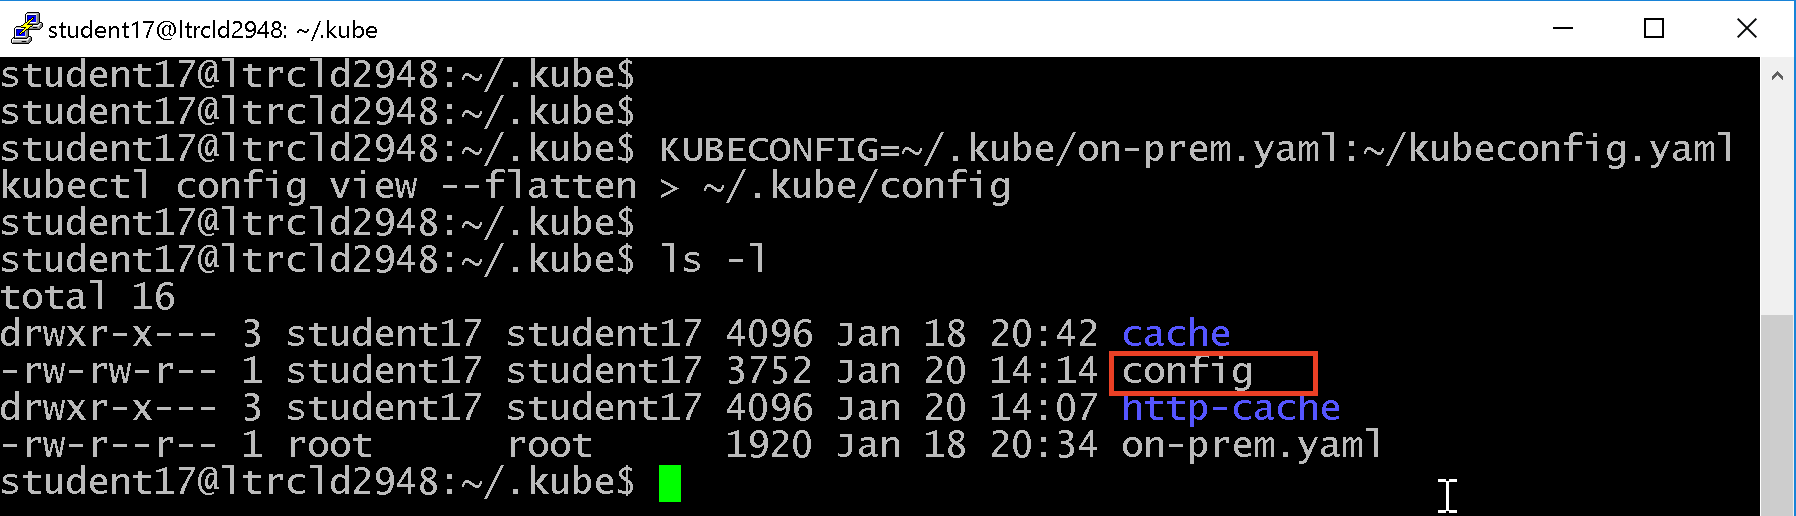 student17@ltrcld2948: ~/.kube
student17@ltrcld2948:~/.kube$
student17@ltrcld2948:~/.kube$
student17@ltrcld2948:~/.kube$ KUBECONFIG=~/.kube/on-prem.yaml:~/kubeconfig.yaml
kubectl config view --flatten > ~/.kube/config
student17@ltrcld2948:~/.kube$
student17@ltrcld2948:~/.kube$ ls -l
total 16
drwxr-x--- 3 student17 student17 4096 Jan 18 20:42 cache
-rw-rw-r-- 1 student17 student17 3752 Jan 20 14:14 config
drwxr-x--- 3 student17 student17 4096 Jan 20 14:07 http-cache
-rw-r--r-- 1 root      root      1920 Jan 18 20:34 on-prem.yaml
student17@ltrcld2948:~/.kube$